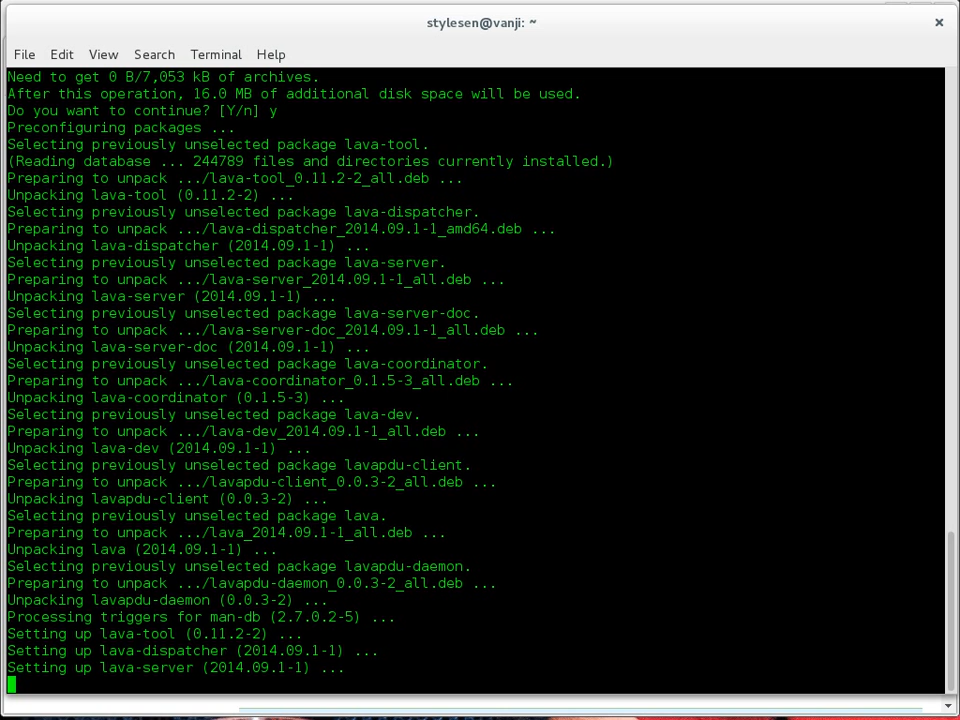 stylesen@vanji: ~
File Edit View Search Terminal Help
Need to get 0 B/7,053 kB of archives.
After this operation, 16.0 MB of additional disk space will be used.
Do you want to continue? [Y/n] y
Preconfiguring packages ...
Selecting previously unselected package lava-tool.
(Reading database ... 244789 files and directories currently installed.)
Preparing to unpack .../lava-tool_0.11.2-2_all.deb ...
Unpacking lava-tool (0.11.2-2) ...
Selecting previously unselected package lava-dispatcher.
Preparing to unpack .../lava-dispatcher_2014.09.1-1_amd64.deb ...
Unpacking lava-dispatcher (2014.09.1-1) ...
Selecting previously unselected package lava-server.
Preparing to unpack .../lava-server_2014.09.1-1_all.deb ...
Unpacking lava-server (2014.09.1-1) ...
Selecting previously unselected package lava-server-doc.
Preparing to unpack .../lava-server-doc_2014.09.1-1_all.deb ...
Unpacking lava-server-doc (2014.09.1-1) ...
Selecting previously unselected package lava-coordinator.
Preparing to unpack .../lava-coordinator_0.1.5-3_all.deb ...
Unpacking lava-coordinator (0.1.5-3) ...
Selecting previously unselected package lava-dev.
Preparing to unpack .../lava-dev_2014.09.1-1_all.deb ...
Unpacking lava-dev (2014.09.1-1) ...
Selecting previously unselected package lavapdu-client.
Preparing to unpack .../lavapdu-client_0.0.3-2_all.deb ...
Unpacking lavapdu-client (0.0.3-2) ...
Selecting previously unselected package lava.
Preparing to unpack .../lava_2014.09.1-1_all.deb ...
Unpacking lava (2014.09.1-1) ...
Selecting previously unselected package lavapdu-daemon.
Preparing to unpack .../lavapdu-daemon_0.0.3-2_all.deb ...
Unpacking lavapdu-daemon (0.0.3-2) ...
Processing triggers for man-db (2.7.0.2-5) ...
Setting up lava-tool (0.11.2-2) ...
Setting up lava-dispatcher (2014.09.1-1) ...
Setting up lava-server (2014.09.1-1) ...